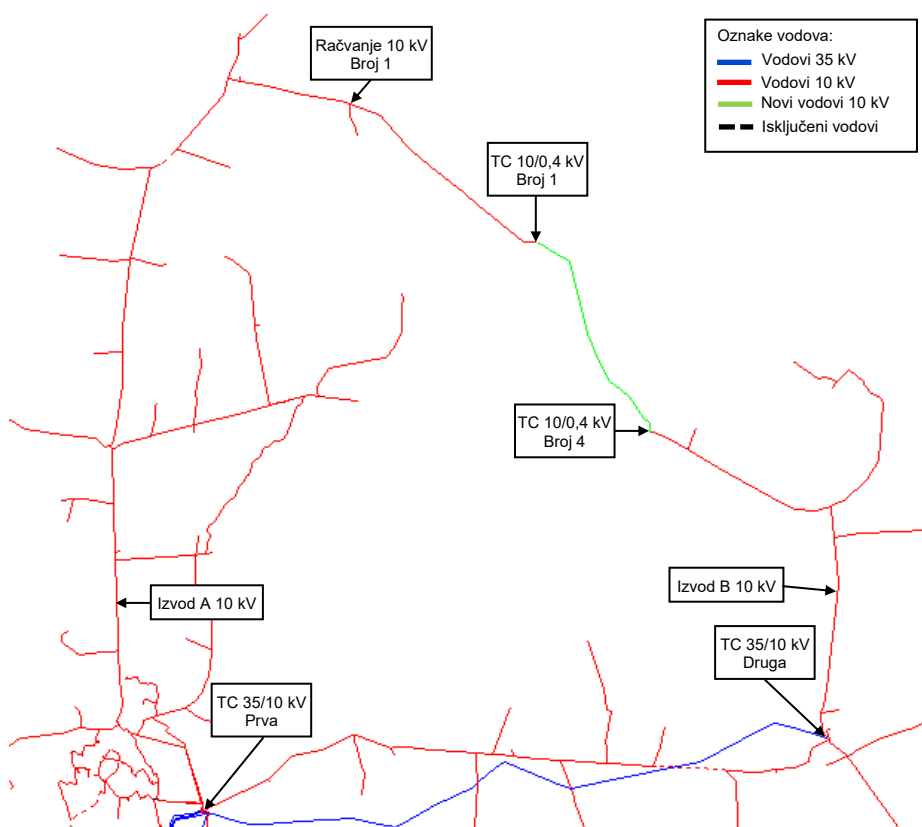 Račvanje 10 kV
Broj 1
Oznake vodova:
Vodovi 35 kV
Vodovi 10 kV
Novi vodovi 10 kV
Isključeni vodovi
TC 10/0,4 kV
Broj 1
TC 10/0,4 kV
Broj 4
Izvod A 10 kV
Izvod B 10 kV
TC 35/10 kV
Druga
TC 35/10 kV
Prva